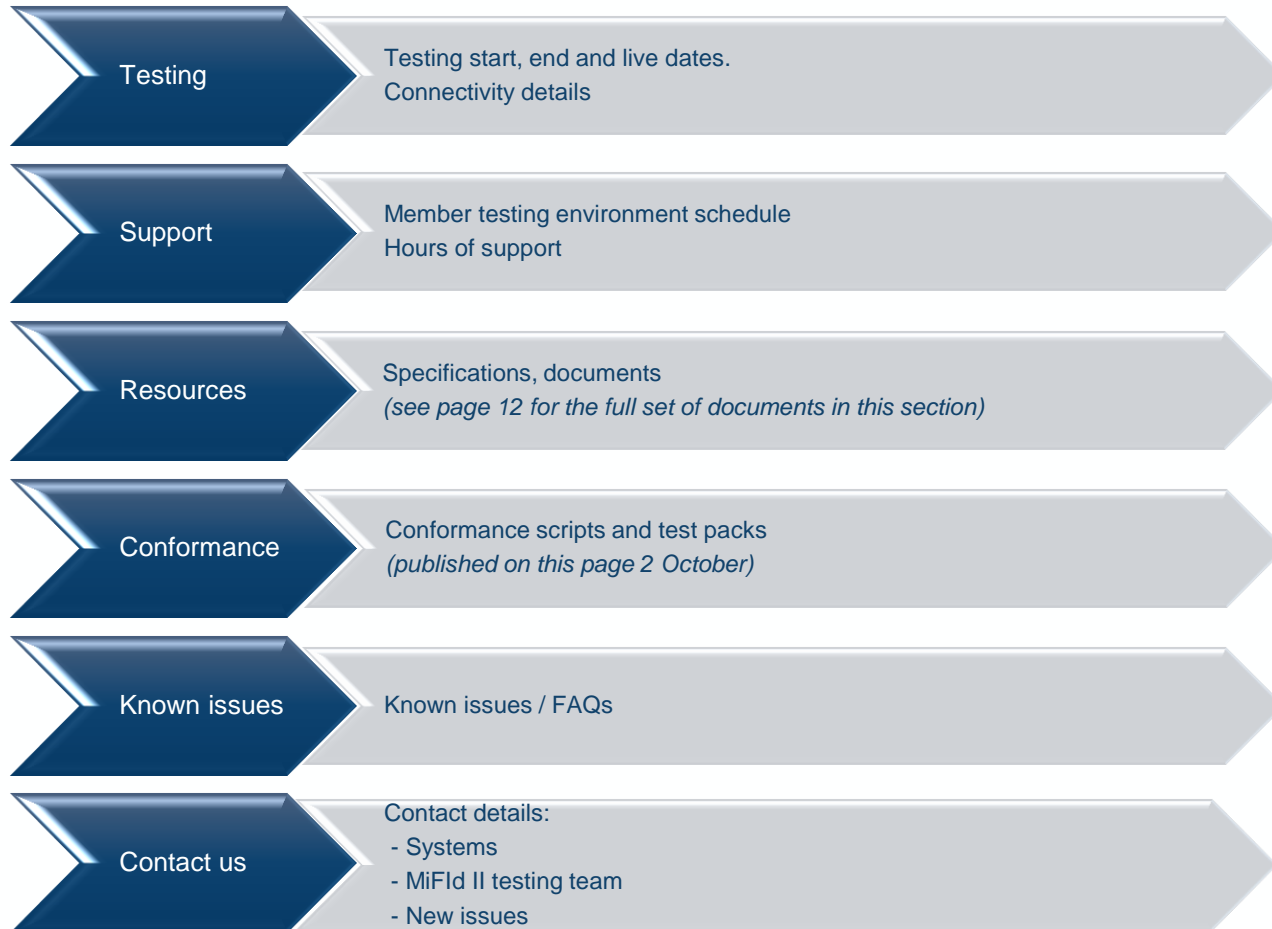 Testing
Testing start, end and live dates.
Connectivity details
Support
Member testing environment schedule
Hours of support
Resources
Specifications, documents
(see page 12 for the full set of documents in this section)
Conformance
Conformance scripts and test packs
(published on this page 2 October)
Known issues
Known issues / FAQs
Contact us
Contact details:
- Systems
- MiFId II testing team
- New issues